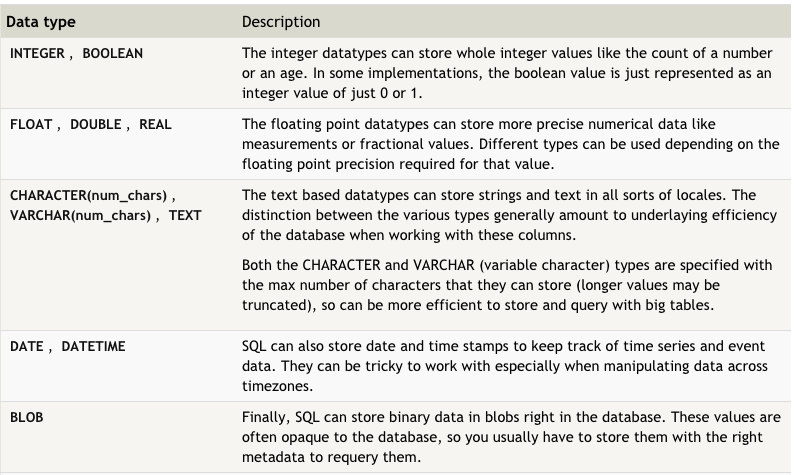 Data type Description
INTEGER , BOOLEAN The integer datatypes can store whole integer values like the count of a number
or an age. In some implementations, the boolean value is just represented as an
integer value of just 0 or 1.
FLOAT , DOUBLE , REAL The floating point datatypes can store more precise numerical data like
measurements or fractional values. Different types can be used depending on the
floating point precision required for that value.
CHARACTER(num_chars) , The text based datatypes can store strings and text in all sorts of locales. The
VARCHAR(num_chars) , TEXT distinction between the various types generally amount to underlaying efficiency
of the database when working with these columns.
Both the CHARACTER and VARCHAR (variable character) types are specified with
the max number of characters that they can store (longer values may be
truncated), so can be more efficient to store and query with big tables.
DATE , DATETIME SQL can also store date and time stamps to keep track of time series and event
data. They can be tricky to work with especially when manipulating data across
timezones.
BLOB Finally, SQL can store binary data in blobs right in the database. These values are
often opaque to the database, so you usually have to store them with the right
metadata to requery them.